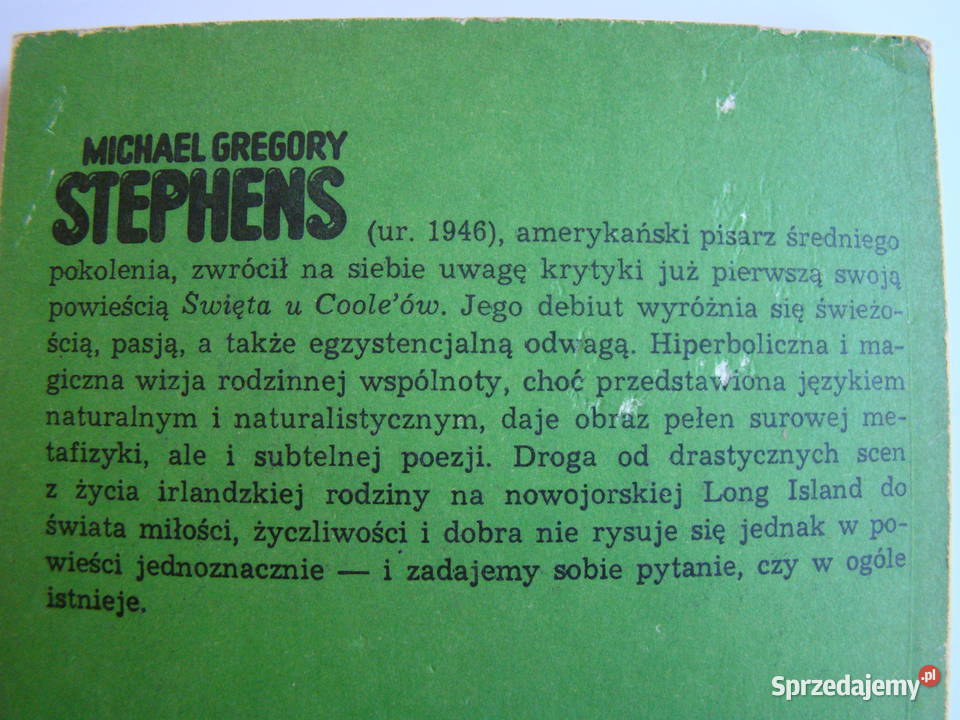 MICHAEL GREGORY
STEPHENS (ur. 1946), amerykański pisarz średniego
pokolenia, zwrócił na siebie uwagę krytyki już pierwszą swoją
powieścią Święta u Coole'ów. Jego debiut wyróżnia się świeżo-
ścią, pasją, a także egzystencjalną odwagą. Hiperboliczna i ma-
giczna wizja rodzinnej wspólnoty, choć przedstawiona językiem
naturalnym i naturalistycznym, daje obraz pełen surowej me-
tafizyki, ale i subtelnej poezji. Droga od drastycznych scen
z życia irlandzkiej rodziny na nowojorskiej Long Island do
świata miłości, życzliwości i dobra nie rysuje się jednak w po-
wieści jednoznacznie — i zadajemy sobie pytanie, czy w ogóle
istnieje.
Sprzedajemy.pl